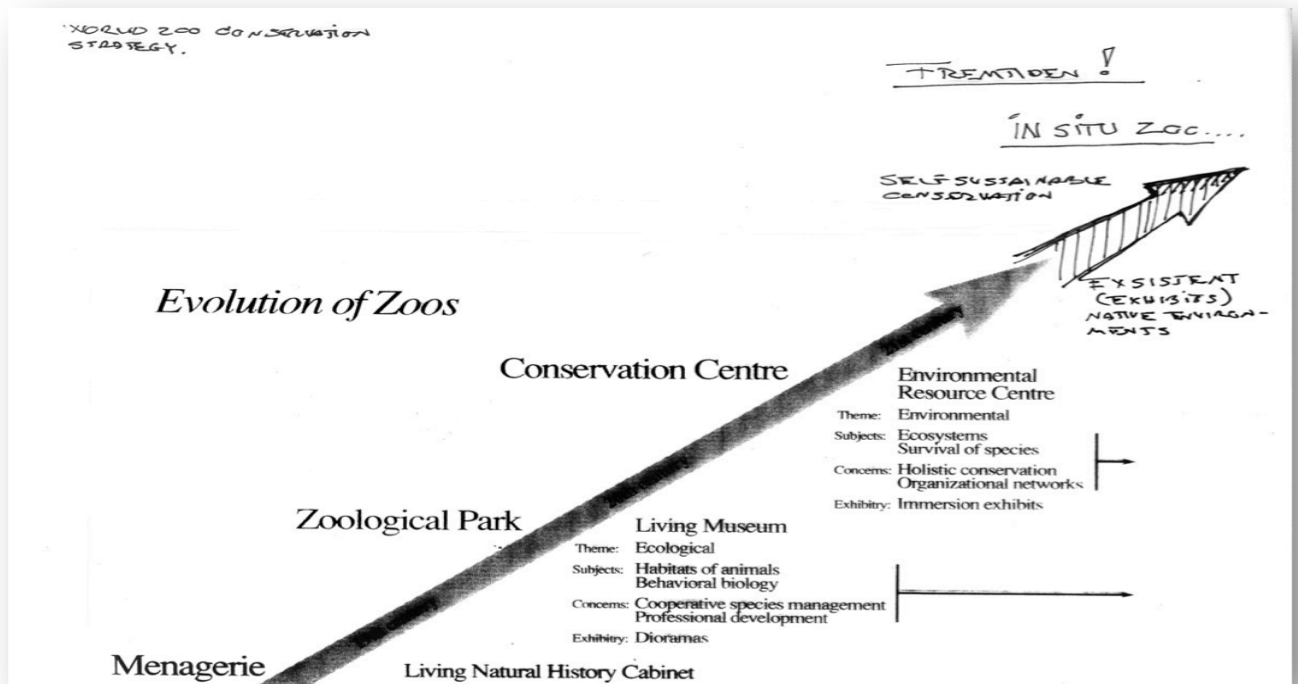 WORLD ZOO CONSERVATION
STRATEGY.
FREMTIDEN!
IN SITU ZOO....
SELF SUSTAINABLE
CONSERVATION
EXSISTENT
(EXHIBITS)
NATIVE ENVIRON-
MENTS
Evolution of Zoos
Conservation Centre
Environmental
Resource Centre
Theme: Environmental
Subjects: Ecosystems
Survival of species
Concerns: Holistic conservation
Organizational networks
Exhibitry: Immersion exhibits
Zoological Park
Living Museum
Theme: Ecological
Subjects: Habitats of animals
Behavioral biology
Concerns: Cooperative species management
Professional development
Exhibitry: Dioramas
Menagerie
Living Natural History Cabinet